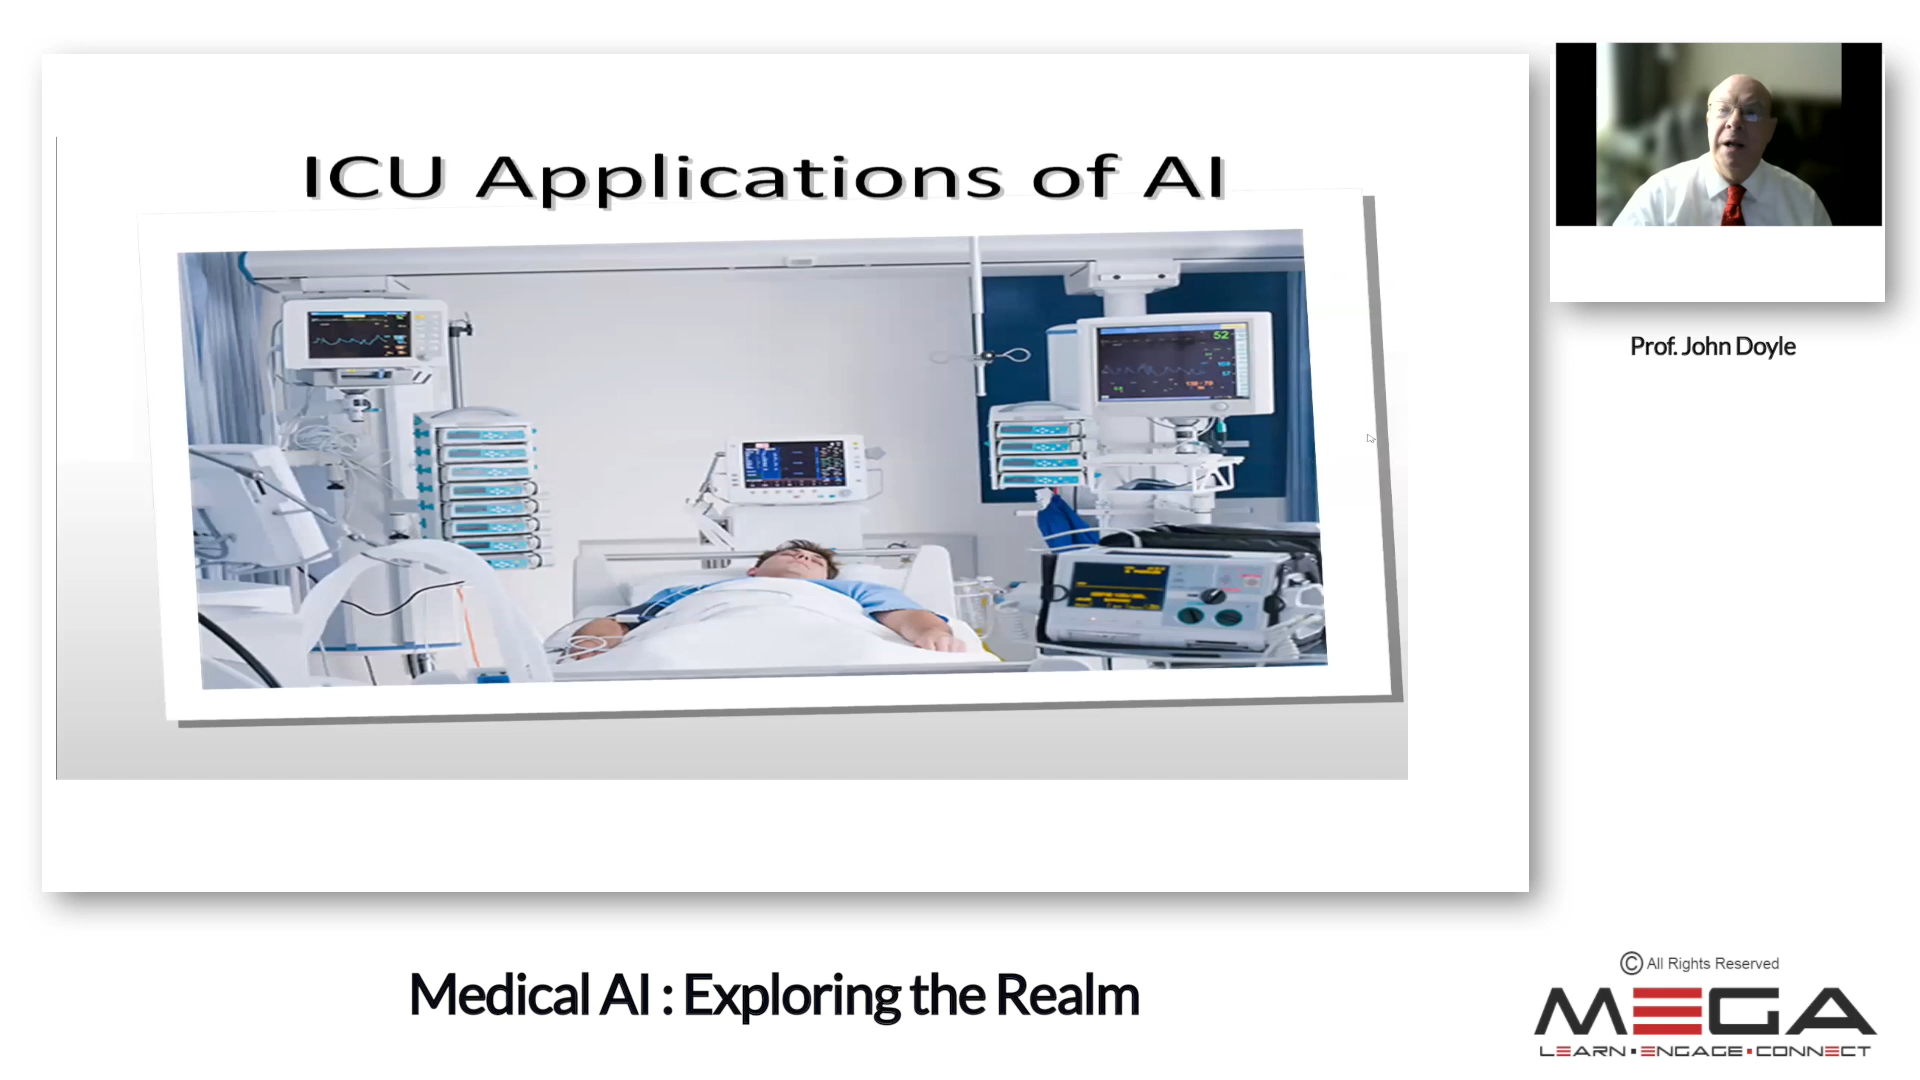 ICU Applications of AI
52
Prof. John Doyle
Medical AI : Exploring the Realm
© All Rights Reserved
MEGA
LEARN▪ENGAGE▪CONNECT